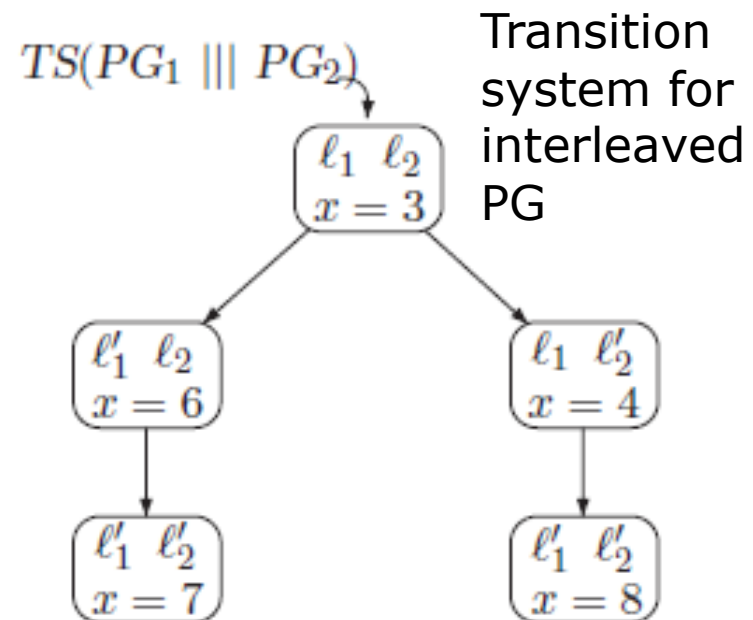 TS(PG₁ ||| PG₂)
Transition
system for
interleaved
PG
ℓ₁ ℓ₂
x = 3
ℓ′₁ ℓ₂
x = 6
ℓ₁ ℓ′₂
x = 4
ℓ′₁ ℓ′₂
x = 7
ℓ′₁ ℓ′₂
x = 8